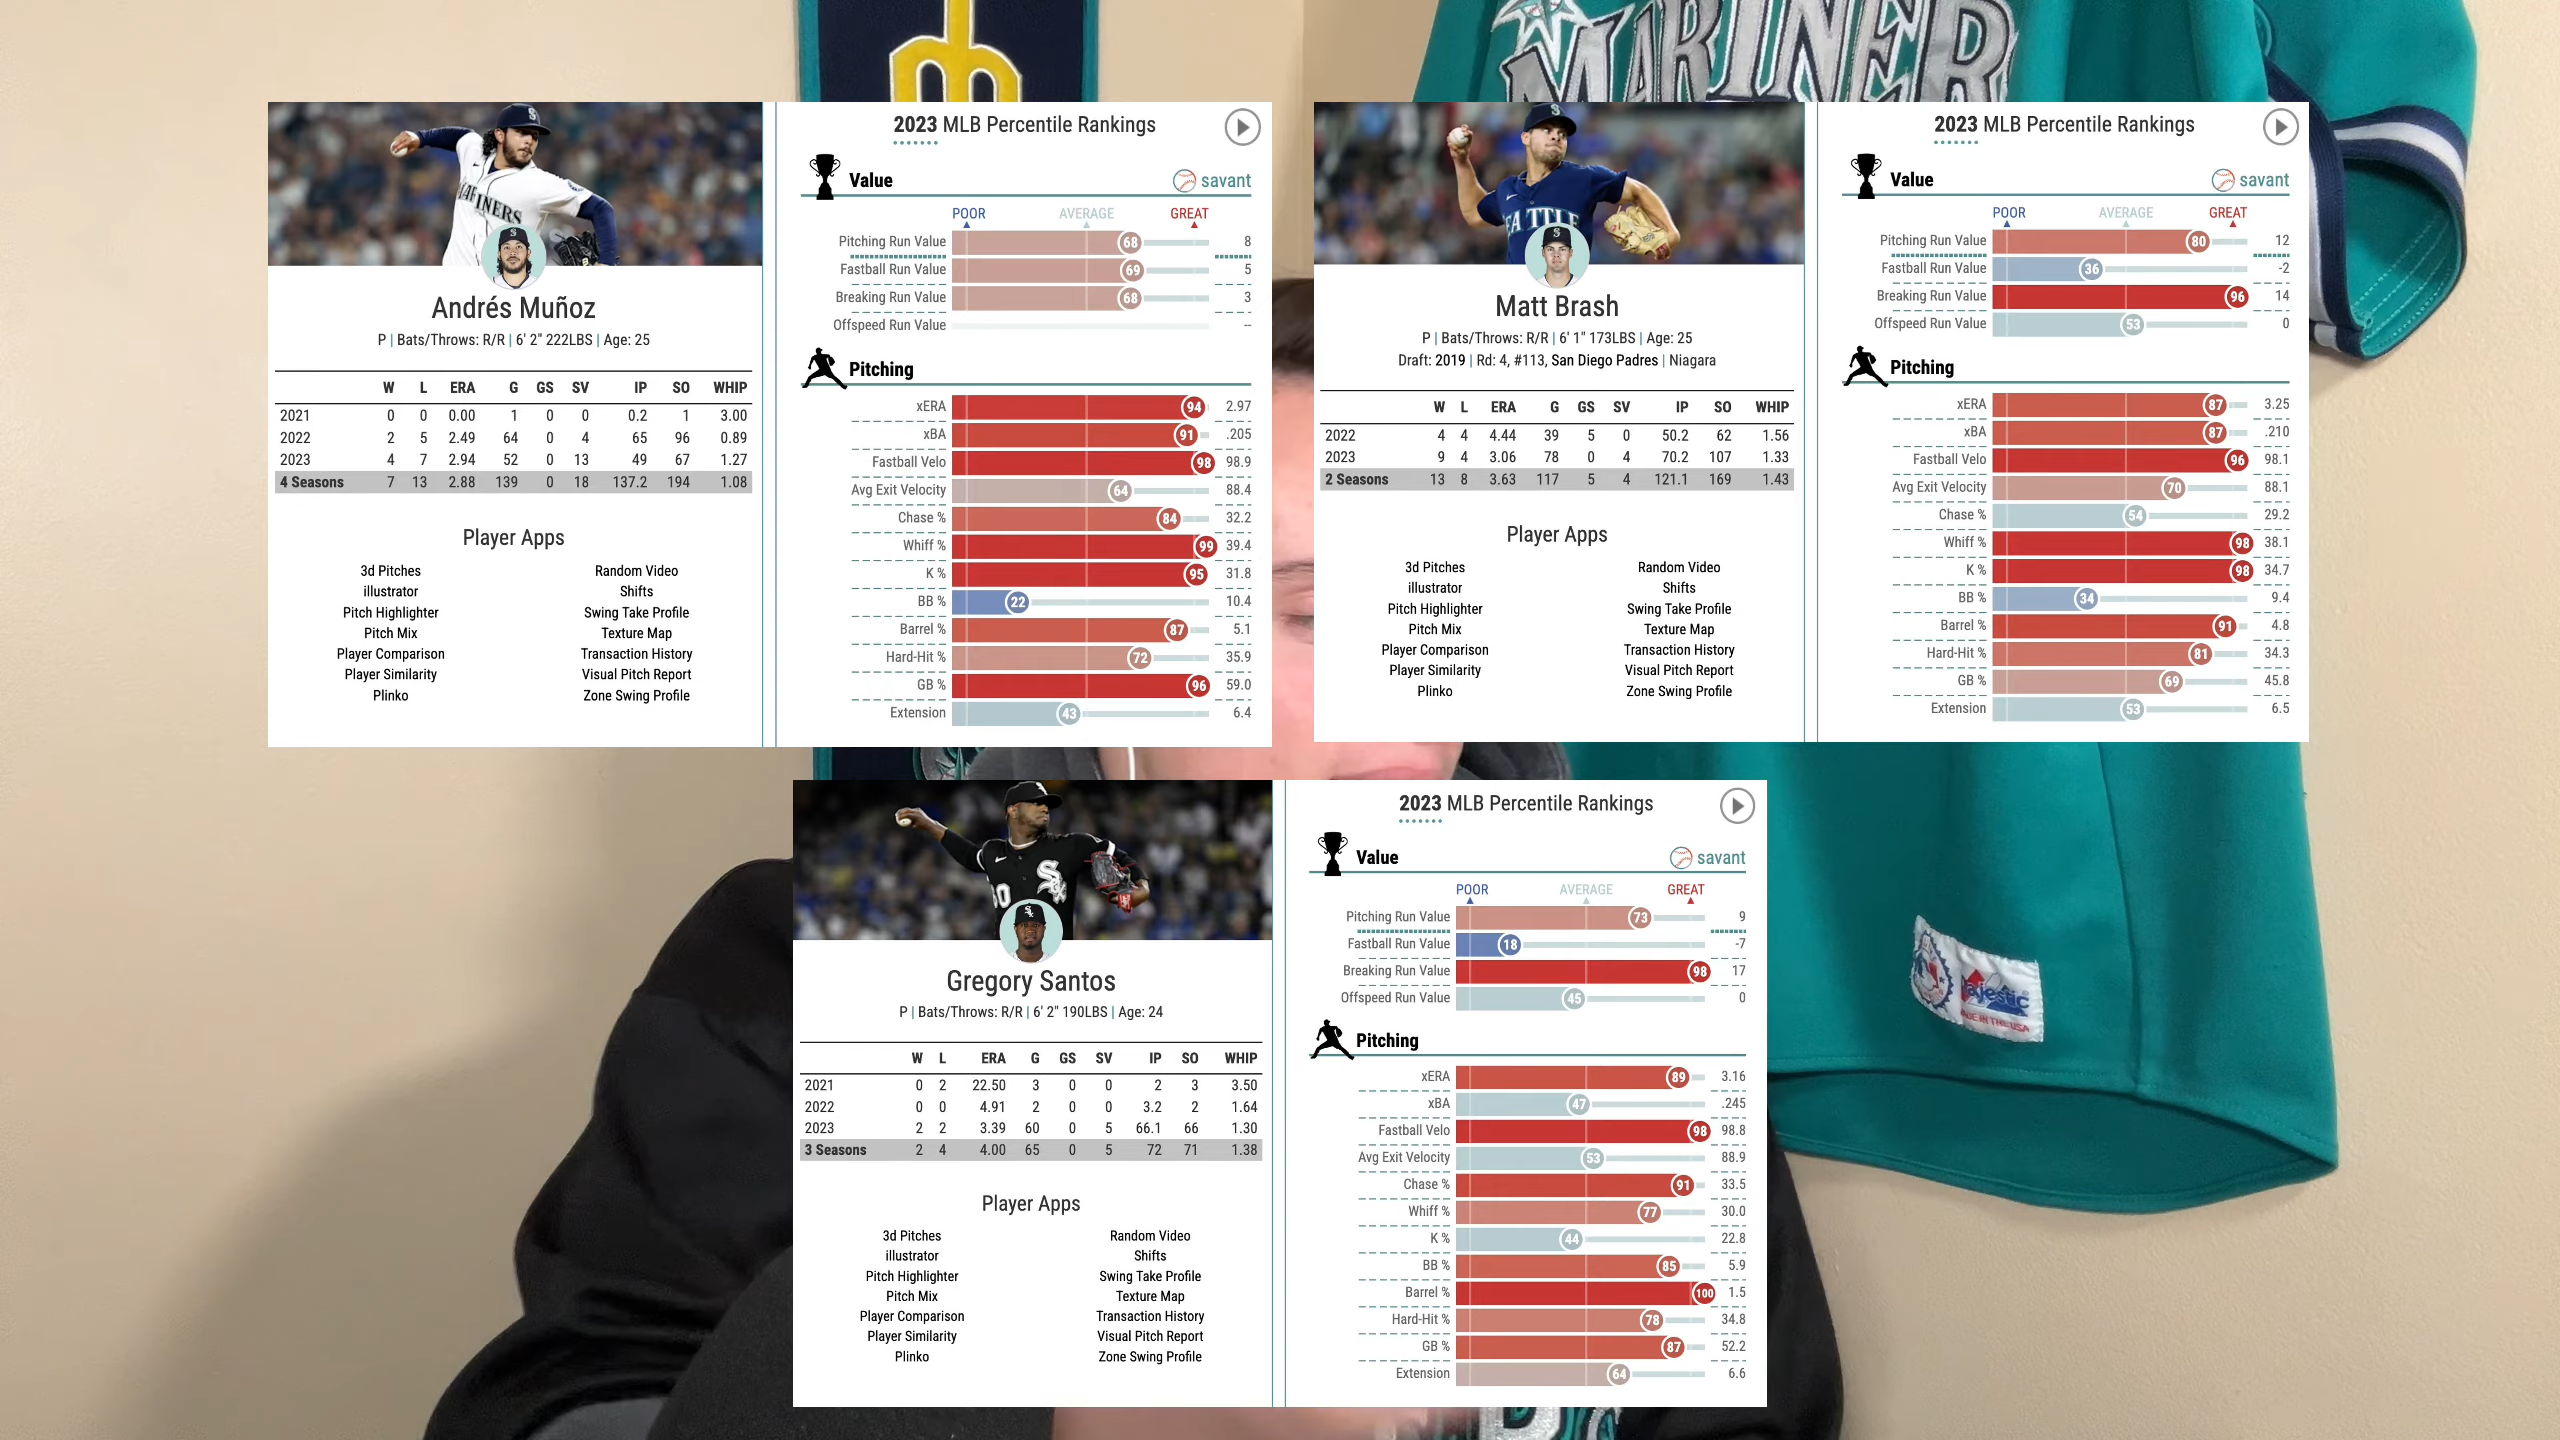 MARINER
MARINERS
Andrés Muñoz
P | Bats/Throws: R/R | 6' 2" 222LBS | Age: 25
W L ERA G GS SV IP SO WHIP
2021 0 0 0.00 1 0 0 0.2 1 3.00
2022 2 5 2.49 64 0 4 65 96 0.89
2023 4 7 2.94 52 0 13 49 67 1.27
4 Seasons 7 13 2.88 139 0 18 137.2 194 1.08
Player Apps
3d Pitches Random Video
illustrator Shifts
Pitch Highlighter Swing Take Profile
Pitch Mix Texture Map
Player Comparison Transaction History
Player Similarity Visual Pitch Report
Plinko Zone Swing Profile
2023 MLB Percentile Rankings
Value savant
POOR AVERAGE GREAT
Pitching Run Value 68 8
Fastball Run Value 69 5
Breaking Run Value 68 3
Offspeed Run Value --
Pitching
xERA 94 2.97
xBA 91 .205
Fastball Velo 98 98.9
Avg Exit Velocity 64 88.4
Chase % 84 32.2
Whiff % 99 39.4
K % 95 31.8
BB % 22 10.4
Barrel % 87 5.1
Hard-Hit % 72 35.9
GB % 96 59.0
Extension 43 6.4
SEATTLE
Matt Brash
P | Bats/Throws: R/R | 6' 1" 173LBS | Age: 25
Draft: 2019 | Rd: 4, #113, San Diego Padres | Niagara
W L ERA G GS SV IP SO WHIP
2022 4 4 4.44 39 5 0 50.2 62 1.56
2023 9 4 3.06 78 0 4 70.2 107 1.33
2 Seasons 13 8 3.63 117 5 4 121.1 169 1.43
Player Apps
3d Pitches Random Video
illustrator Shifts
Pitch Highlighter Swing Take Profile
Pitch Mix Texture Map
Player Comparison Transaction History
Player Similarity Visual Pitch Report
Plinko Zone Swing Profile
2023 MLB Percentile Rankings
Value savant
POOR AVERAGE GREAT
Pitching Run Value 80 12
Fastball Run Value 36 -2
Breaking Run Value 96 14
Offspeed Run Value 53 0
Pitching
xERA 87 3.25
xBA 87 .210
Fastball Velo 96 98.1
Avg Exit Velocity 70 88.1
Chase % 54 29.2
Whiff % 98 38.1
K % 98 34.7
BB % 34 9.4
Barrel % 91 4.8
Hard-Hit % 81 34.3
GB % 69 45.8
Extension 53 6.5
Gregory Santos
P | Bats/Throws: R/R | 6' 2" 190LBS | Age: 24
W L ERA G GS SV IP SO WHIP
2021 0 2 22.50 3 0 0 2 3 3.50
2022 0 0 4.91 2 0 0 3.2 2 1.64
2023 2 2 3.39 60 0 5 66.1 66 1.30
3 Seasons 2 4 4.00 65 0 5 72 71 1.38
Player Apps
3d Pitches Random Video
illustrator Shifts
Pitch Highlighter Swing Take Profile
Pitch Mix Texture Map
Player Comparison Transaction History
Player Similarity Visual Pitch Report
Plinko Zone Swing Profile
2023 MLB Percentile Rankings
Value savant
POOR AVERAGE GREAT
Pitching Run Value 73 9
Fastball Run Value 18 -7
Breaking Run Value 98 17
Offspeed Run Value 45 0
Pitching
xERA 89 3.16
xBA 47 .245
Fastball Velo 98 98.8
Avg Exit Velocity 53 88.9
Chase % 91 33.5
Whiff % 77 30.0
K % 44 22.8
BB % 85 5.9
Barrel % 100 1.5
Hard-Hit % 78 34.8
GB % 87 52.2
Extension 64 6.6
Majestic
MADE IN THE USA